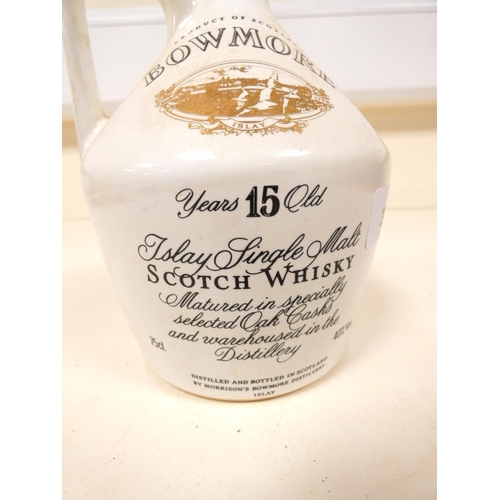 PRODUCT OF SCOTLAND
BOWMORE
ISLAY
Years 15 Old
Islay Single Malt
SCOTCH WHISKY
Matured in specially
selected Oak Casks
and warehoused in the
Distillery
75cl
DISTILLED AND BOTTLED IN SCOTLAND
BY MORRISON'S BOWMORE DISTILLERY
ISLAY